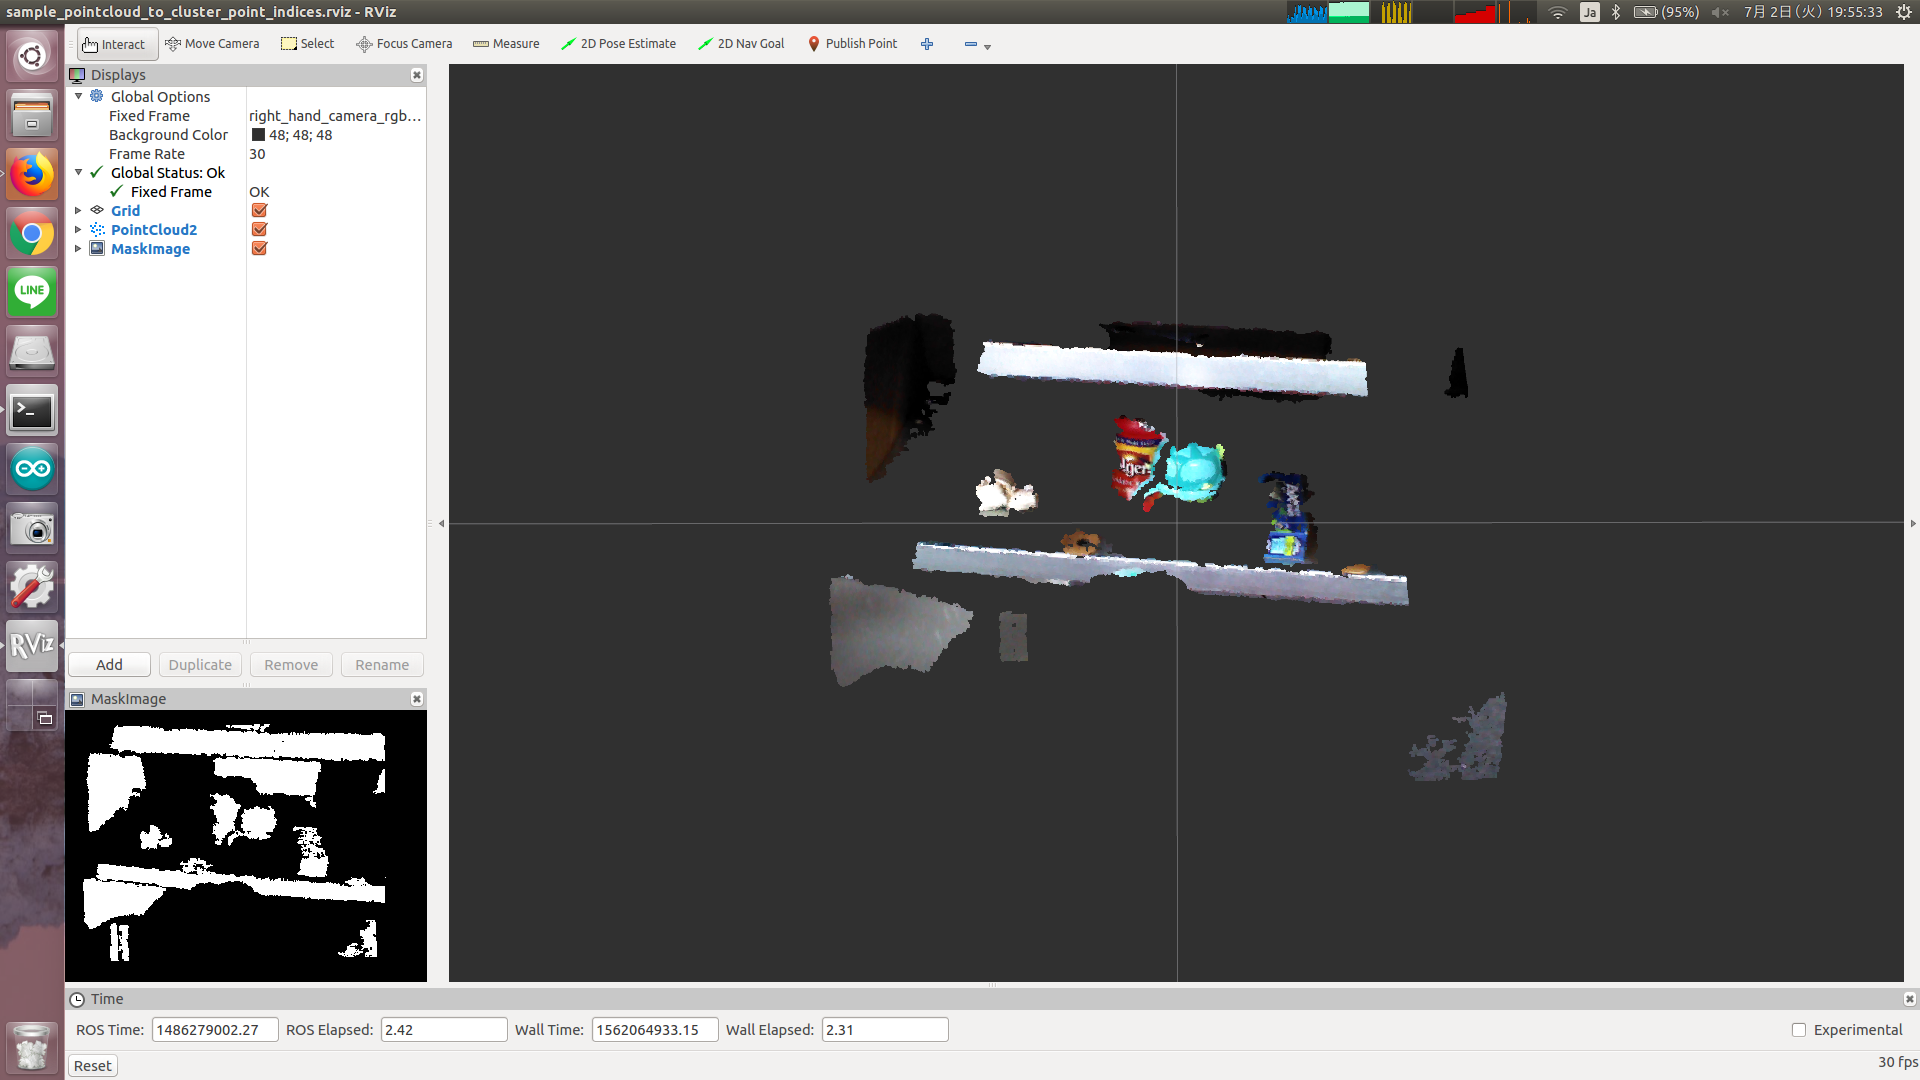 sample_pointcloud_to_cluster_point_indices.rviz - RViz
Ja (95%) 7月 2日(火) 19:55:33
Interact Move Camera Select Focus Camera Measure 2D Pose Estimate 2D Nav Goal Publish Point
Displays
Global Options
Fixed Frame right_hand_camera_rgb…
Background Color 48; 48; 48
Frame Rate 30
Global Status: Ok
Fixed Frame OK
Grid
PointCloud2
MaskImage
LINE
RViz
Add Duplicate Remove Rename
MaskImage
Time
ROS Time: 1486279002.27 ROS Elapsed: 2.42 Wall Time: 1562064933.15 Wall Elapsed: 2.31 Experimental
Reset 30 fps